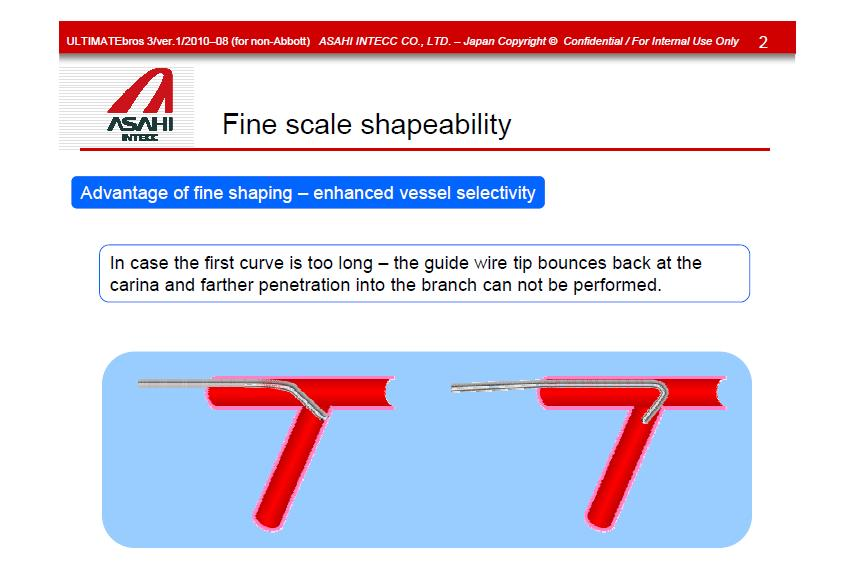 ULTIMATEbros 3/ver.1/2010–08 (for non-Abbott) ASAHI INTECC CO., LTD. – Japan Copyright © Confidential / For Internal Use Only 2
ASAHI
INTECC
Fine scale shapeability
Advantage of fine shaping – enhanced vessel selectivity
In case the first curve is too long – the guide wire tip bounces back at the
carina and farther penetration into the branch can not be performed.